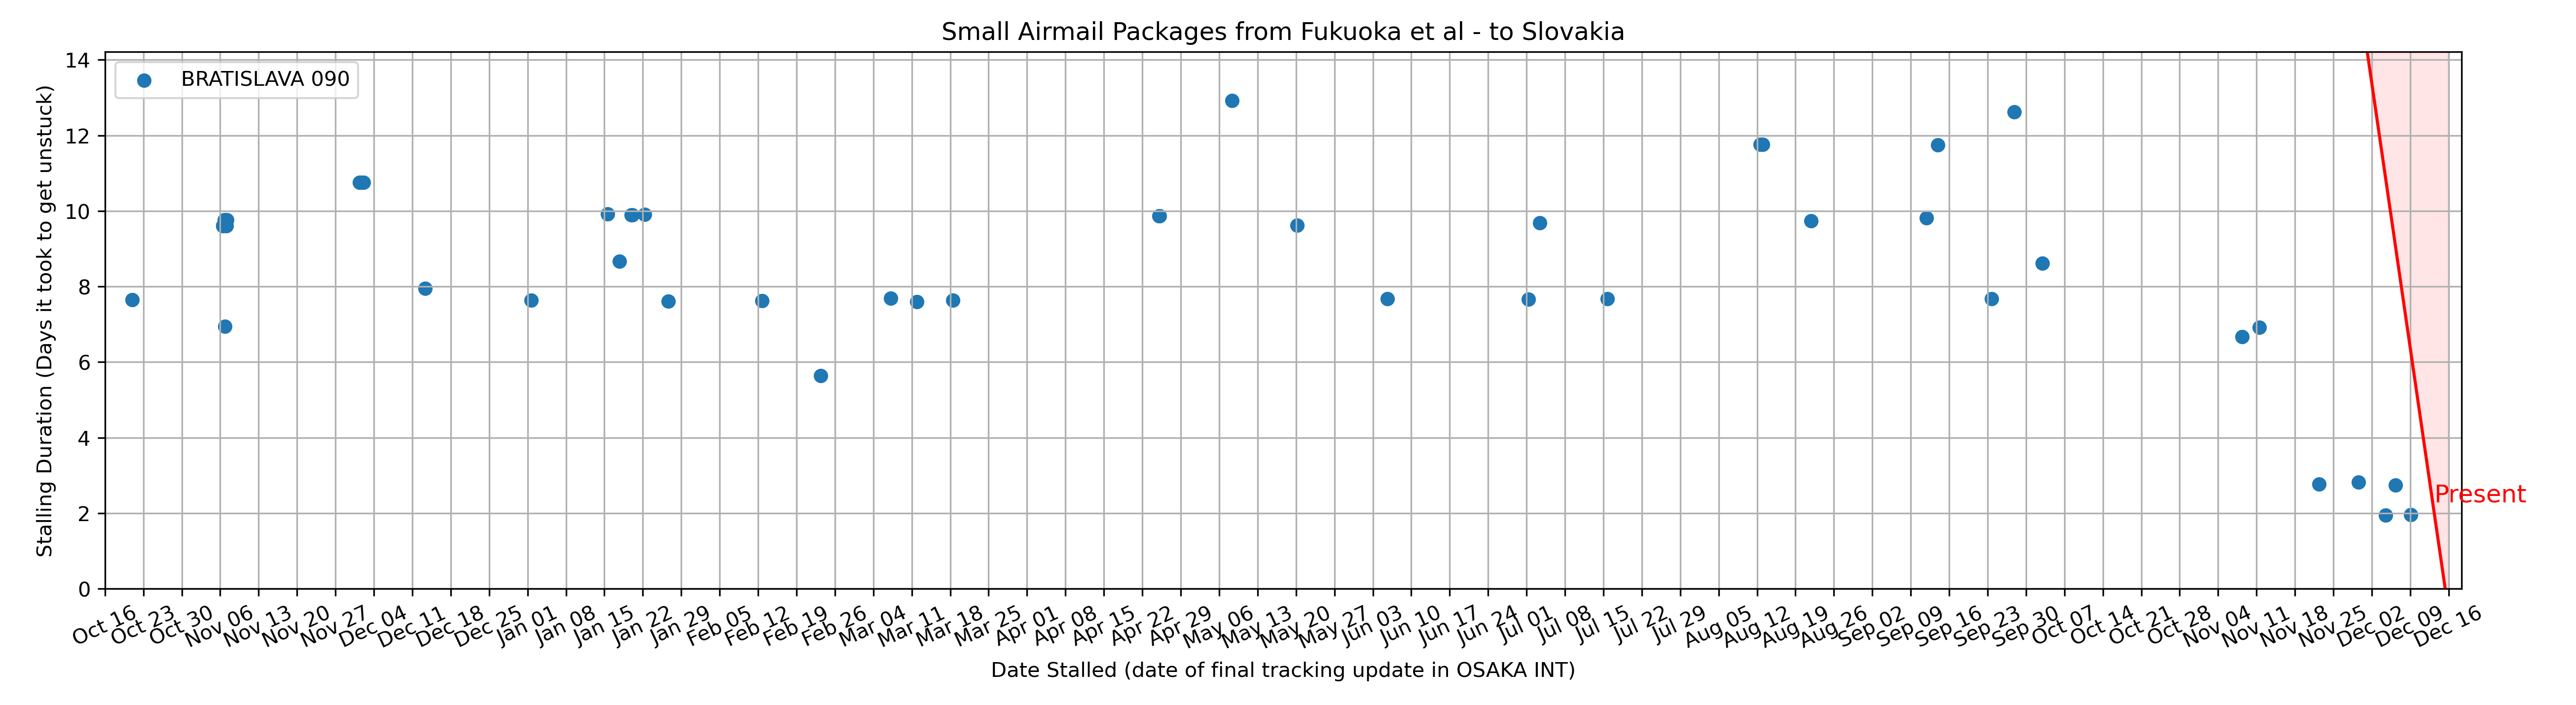 Small Airmail Packages from Fukuoka et al - to Slovakia
BRATISLAVA 090
Stalling Duration (Days it took to get unstuck)
14
12
10
8
6
4
2
0
Present
Oct 16
Oct 23
Oct 30
Nov 06
Nov 13
Nov 20
Nov 27
Dec 04
Dec 11
Dec 18
Dec 25
Jan 01
Jan 08
Jan 15
Jan 22
Jan 29
Feb 05
Feb 12
Feb 19
Feb 26
Mar 04
Mar 11
Mar 18
Mar 25
Apr 01
Apr 08
Apr 15
Apr 22
Apr 29
May 06
May 13
May 20
May 27
Jun 03
Jun 10
Jun 17
Jun 24
Jul 01
Jul 08
Jul 15
Jul 22
Jul 29
Aug 05
Aug 12
Aug 19
Aug 26
Sep 02
Sep 09
Sep 16
Sep 23
Sep 30
Oct 07
Oct 14
Oct 21
Oct 28
Nov 04
Nov 11
Nov 18
Nov 25
Dec 02
Dec 09
Dec 16
Date Stalled (date of final tracking update in OSAKA INT)